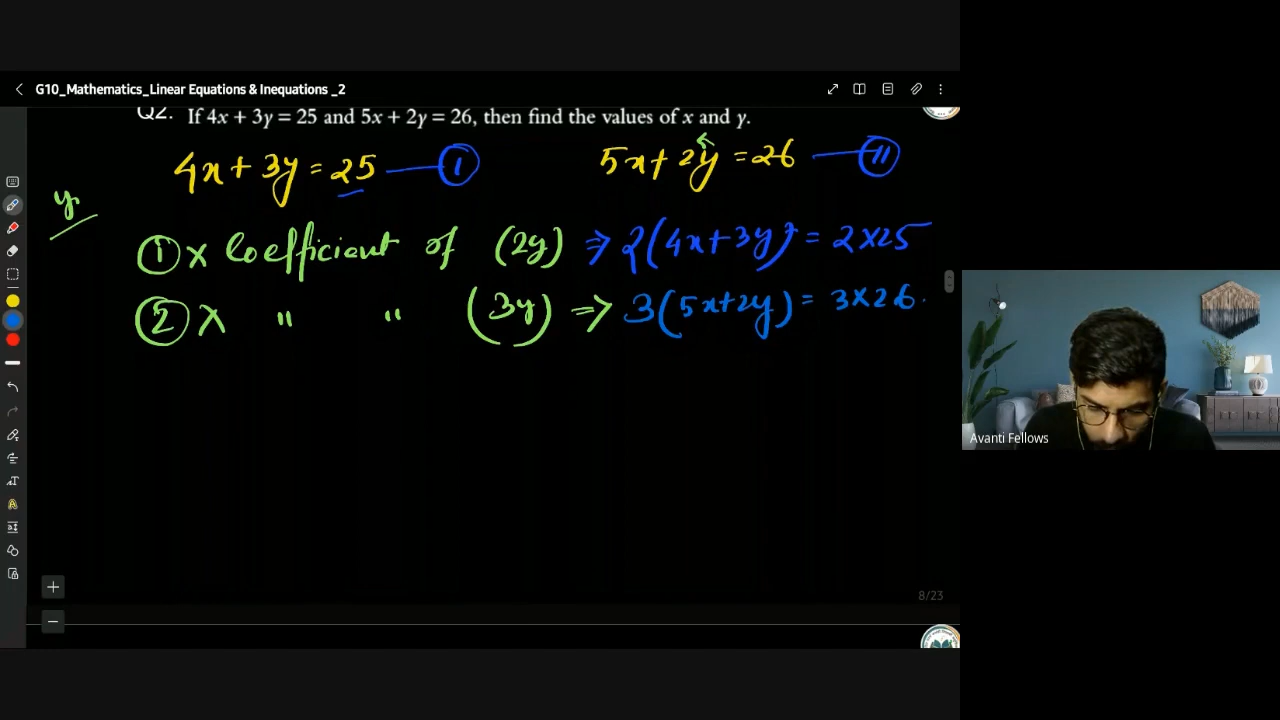 G10_Mathematics_Linear Equations & Inequations _2
Q2. If 4x + 3y = 25 and 5x + 2y = 26, then find the values of x and y.
4x + 3y = 25 — ① 5x + 2y = 26 — ⑪
y.
① x Coefficient of (2y) ⇒ 2(4x+3y) = 2×25
② x " " (3y) ⇒ 3(5x+2y) = 3×26.
Avanti Fellows
8/23